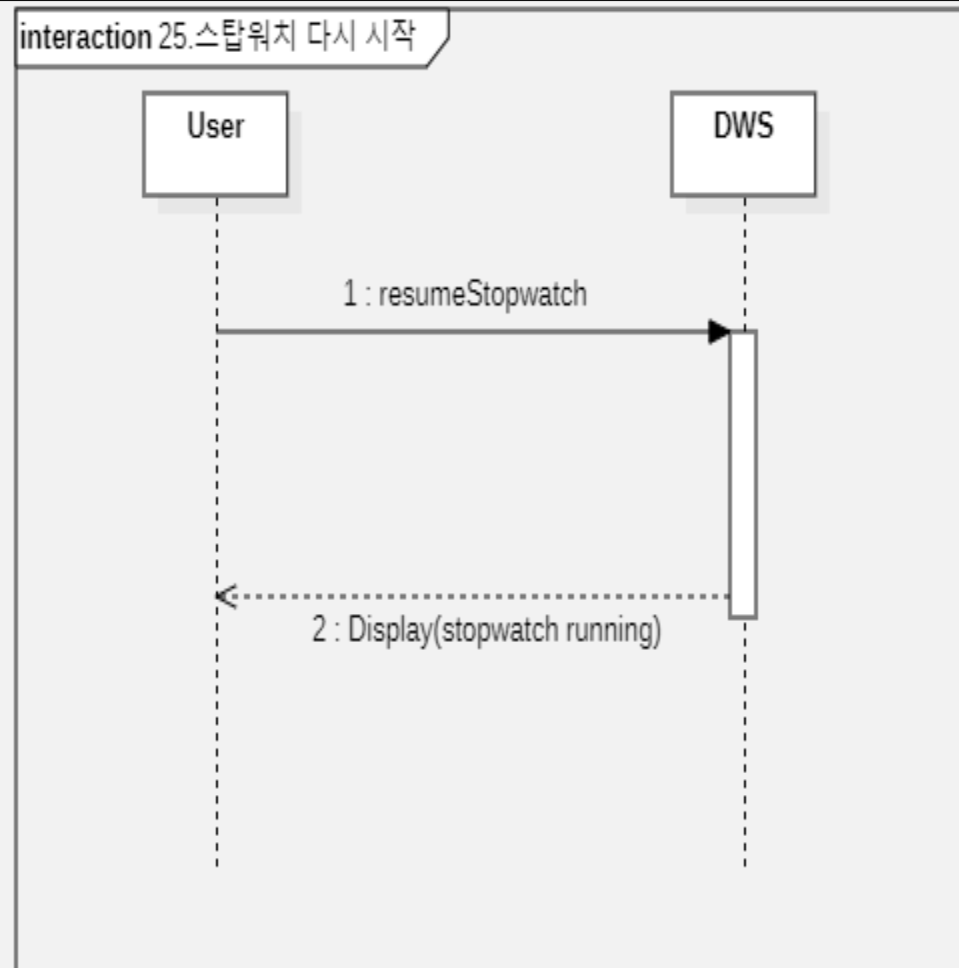 interaction 25.스탑워치 다시 시작
User
DWS
1 : resumeStopwatch
2 : Display(stopwatch running)